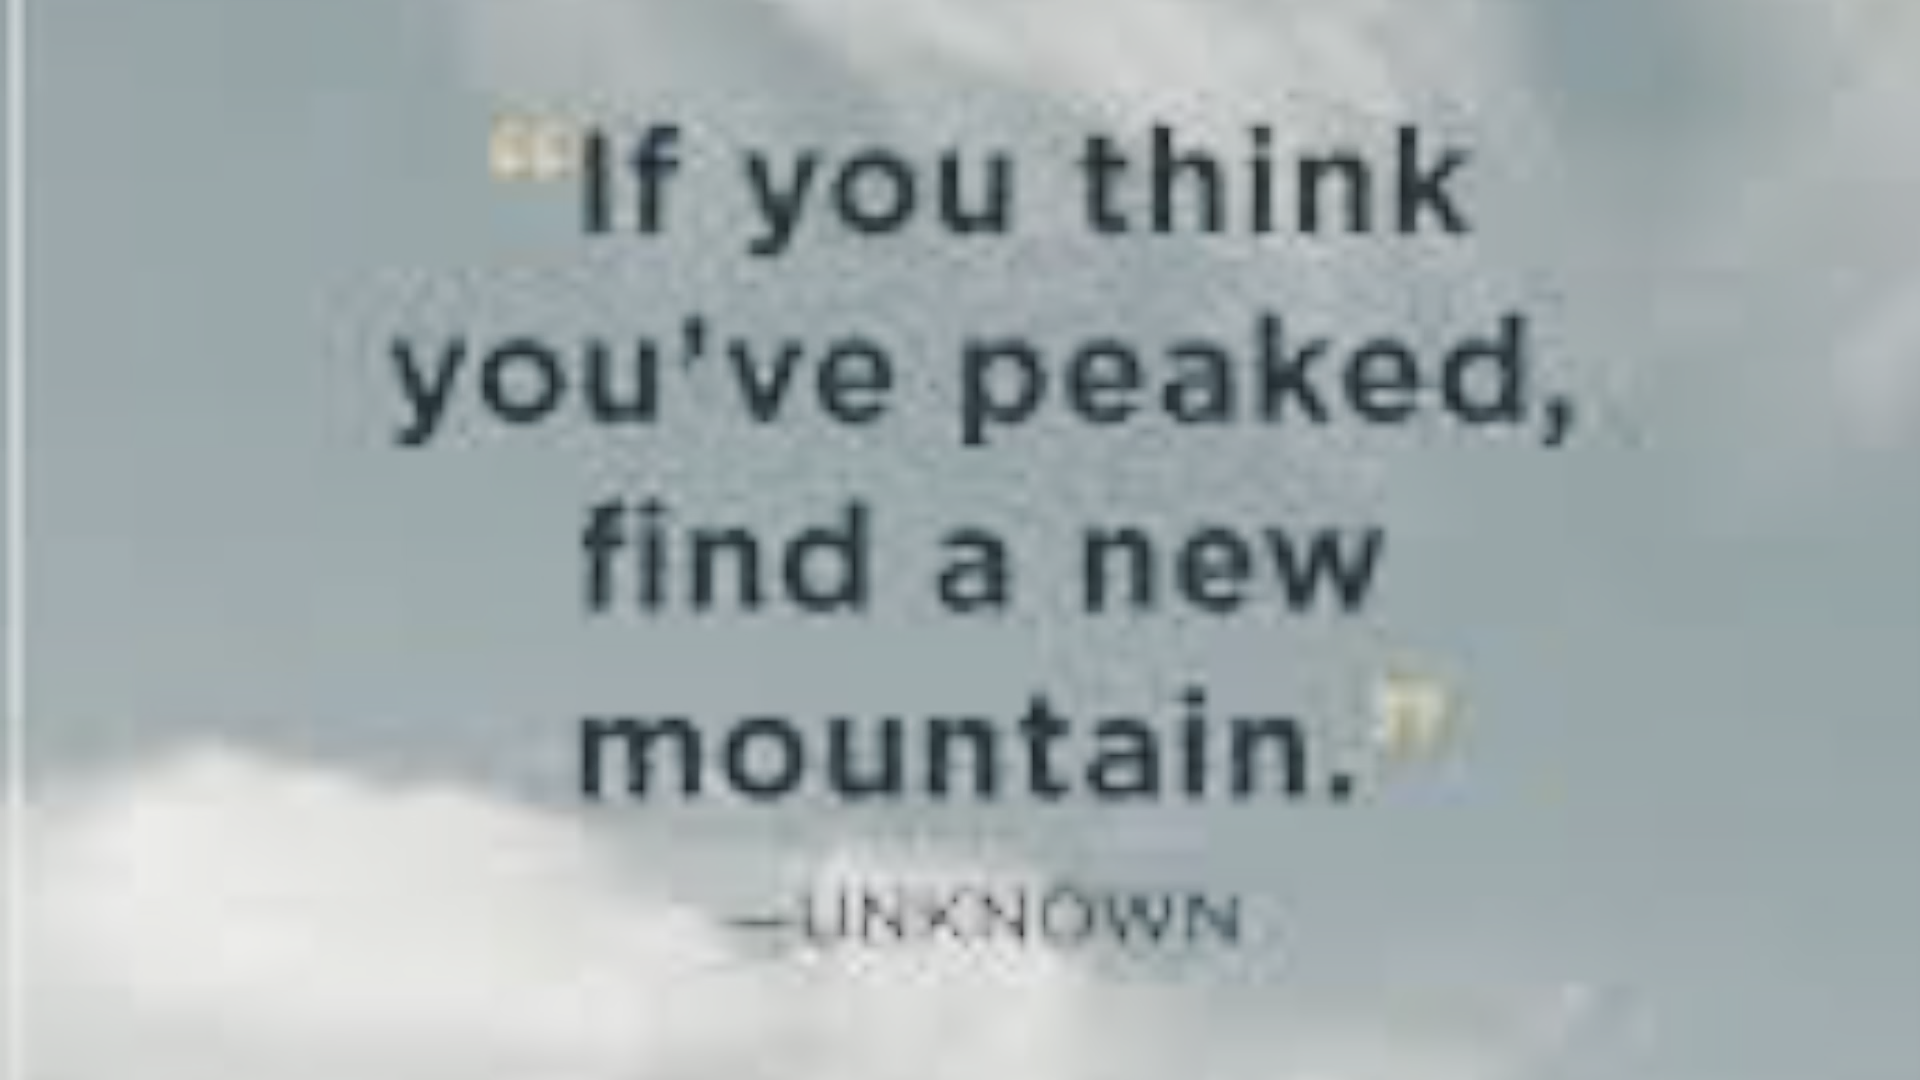 “If you think
you’ve peaked,
find a new
mountain.”
—UNKNOWN